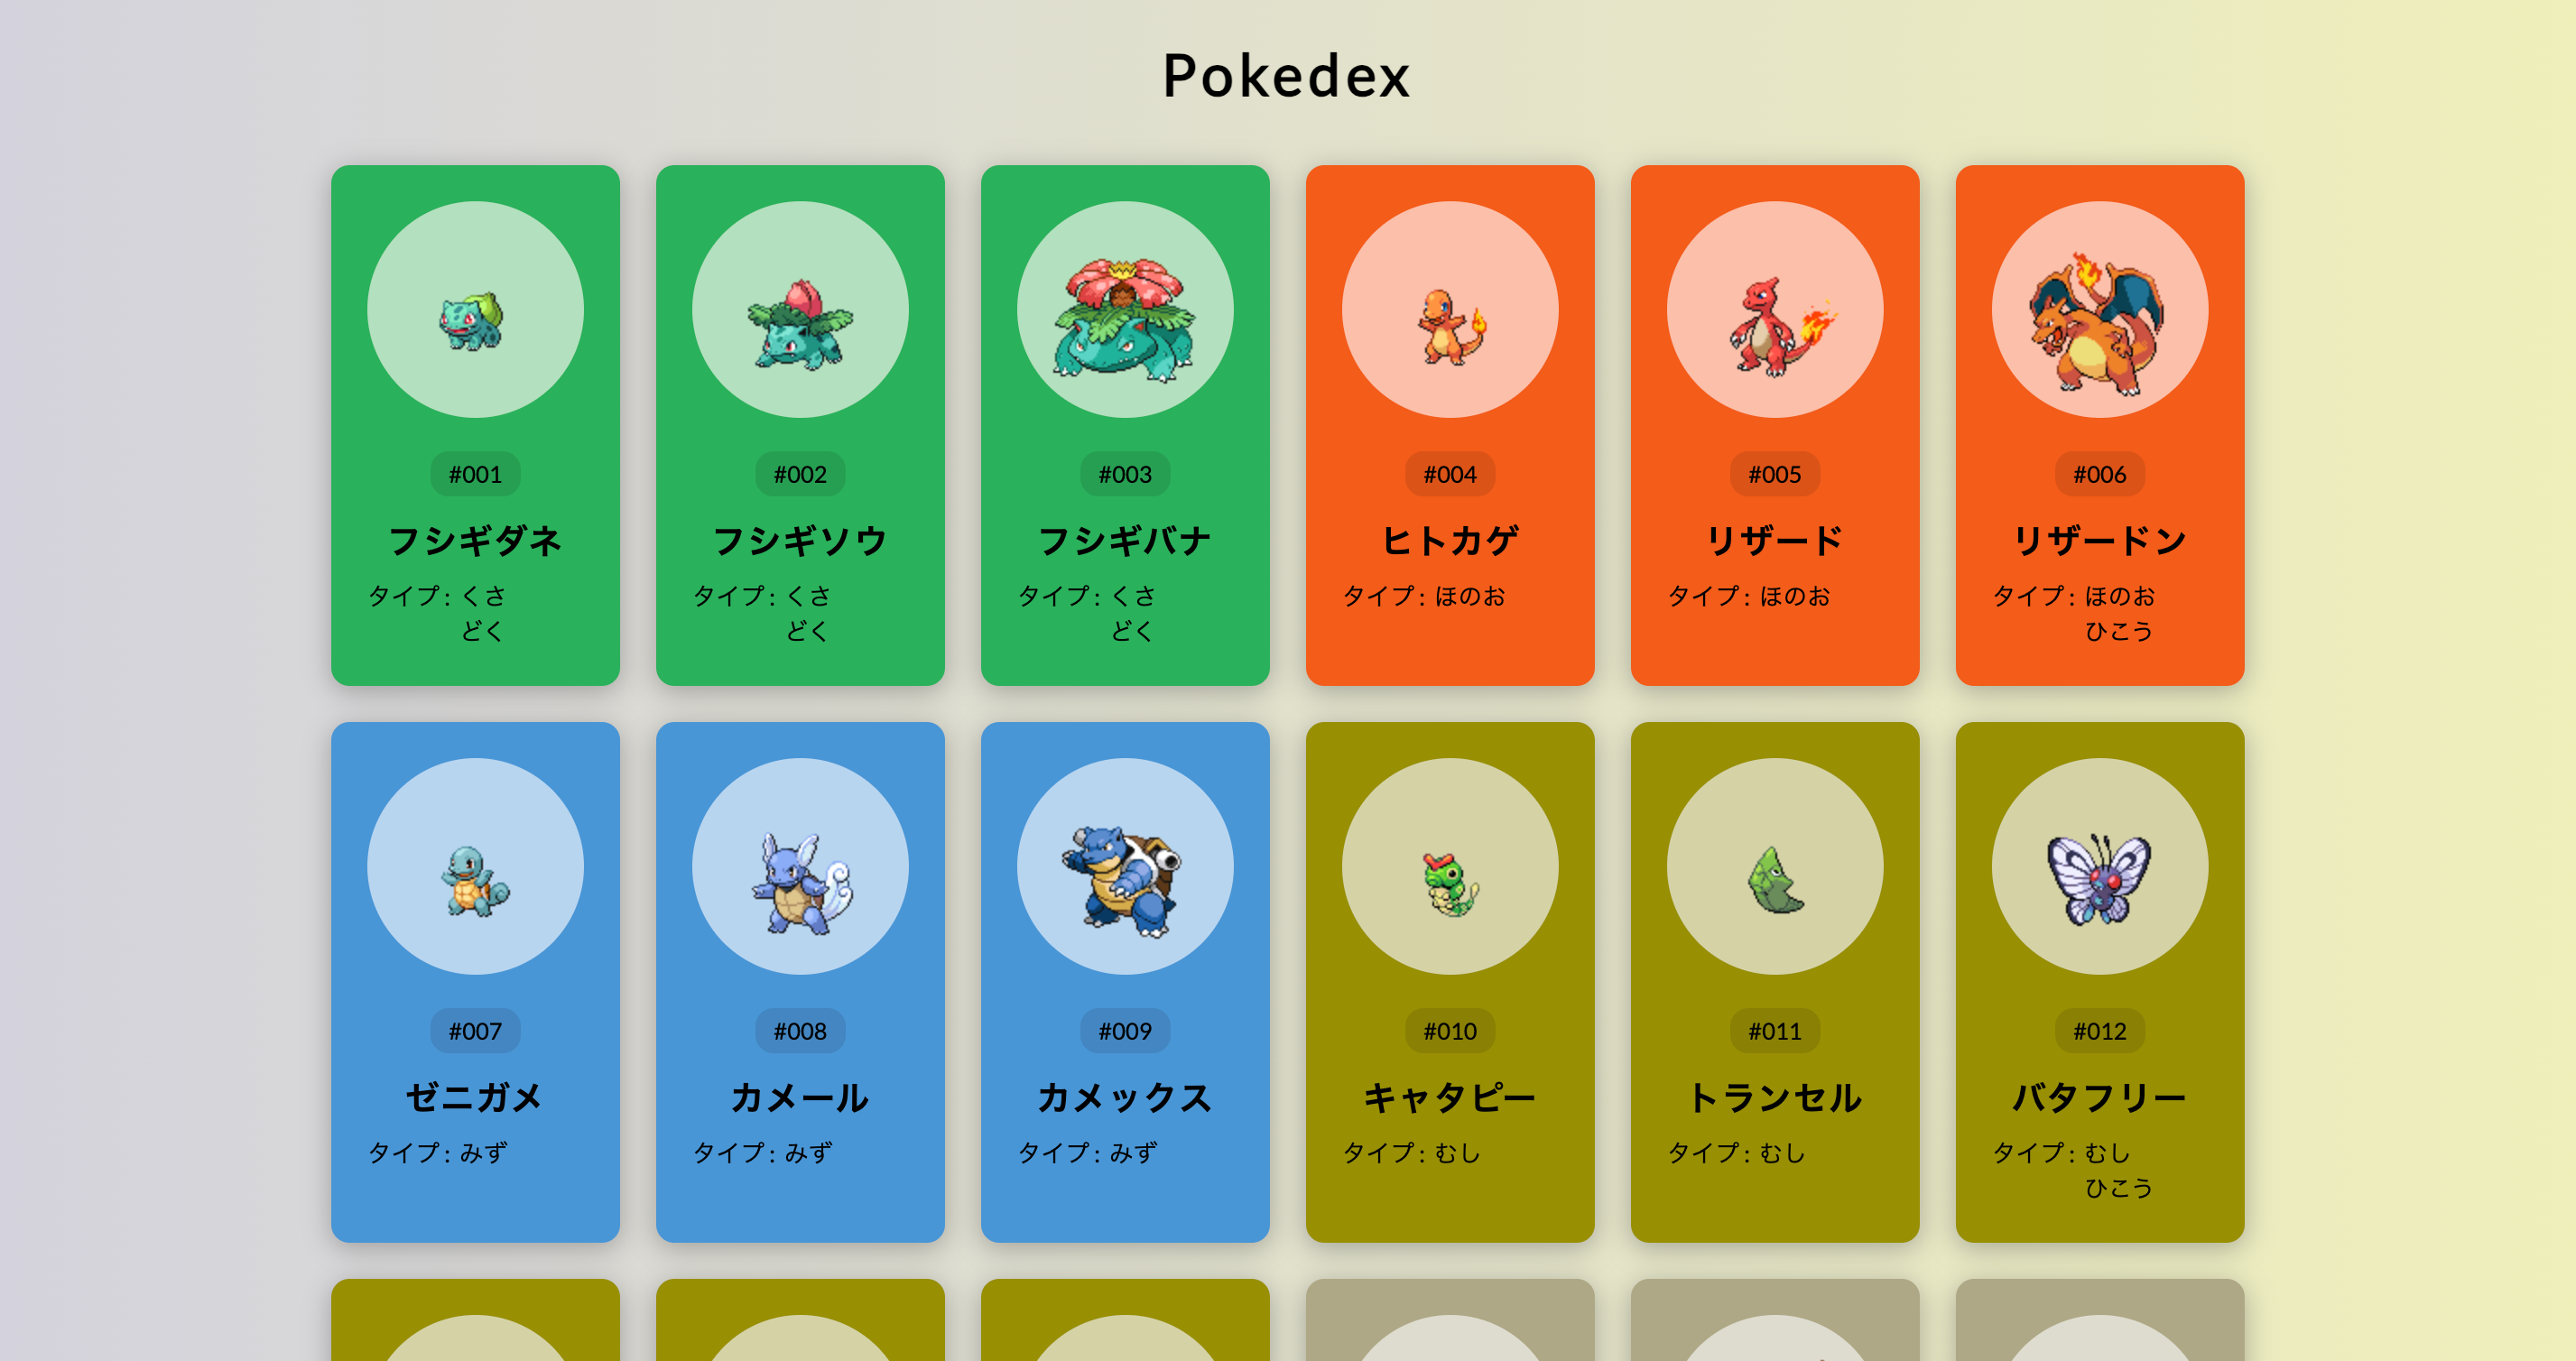 Pokedex
#001
フシギダネ
タイプ: くさ
どく
#002
フシギソウ
タイプ: くさ
どく
#003
フシギバナ
タイプ: くさ
どく
#004
ヒトカゲ
タイプ: ほのお
#005
リザード
タイプ: ほのお
#006
リザードン
タイプ: ほのお
ひこう
#007
ゼニガメ
タイプ: みず
#008
カメール
タイプ: みず
#009
カメックス
タイプ: みず
#010
キャタピー
タイプ: むし
#011
トランセル
タイプ: むし
#012
バタフリー
タイプ: むし
ひこう